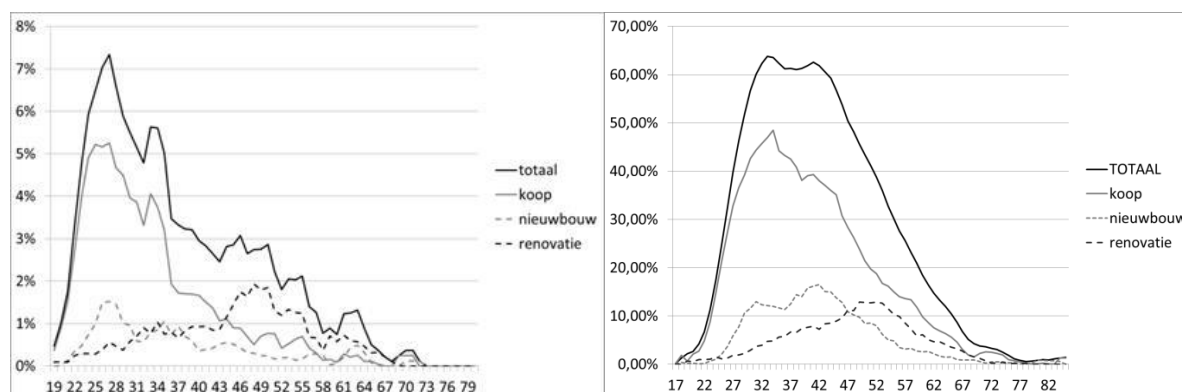 8%
7%
6%
5%
4%
3%
2%
1%
0%
19 22 25 28 31 34 37 40 43 46 49 52 55 58 61 64 67 70 73 76 79
totaal
koop
nieuwbouw
renovatie
70,00%
60,00%
50,00%
40,00%
30,00%
20,00%
10,00%
0,00%
17 22 27 32 37 42 47 52 57 62 67 72 77 82
TOTAAL
koop
nieuwbouw
renovatie